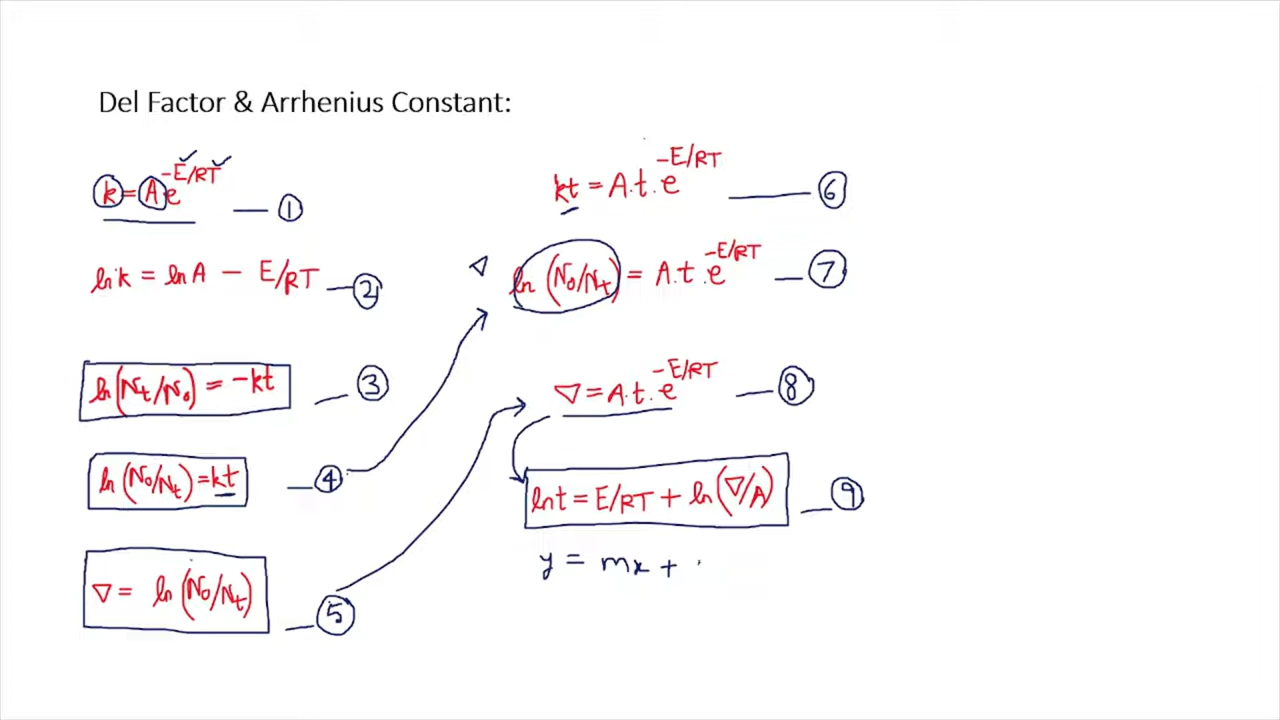 Del Factor & Arrhenius Constant:
k = Ae^-E/RT — ①
ln k = ln A - E/RT — ②
ln(Nt/N₀) = -kt — ③
ln(N₀/Nt) = kt — ④
∇ = ln(N₀/Nt) — ⑤
kt = A.t.e^-E/RT — ⑥
∇ ln(N₀/Nt) = A.t.e^-E/RT — ⑦
∇ = A.t.e^-E/RT — ⑧
ln t = E/RT + ln(∇/A) — ⑨
y = mx +